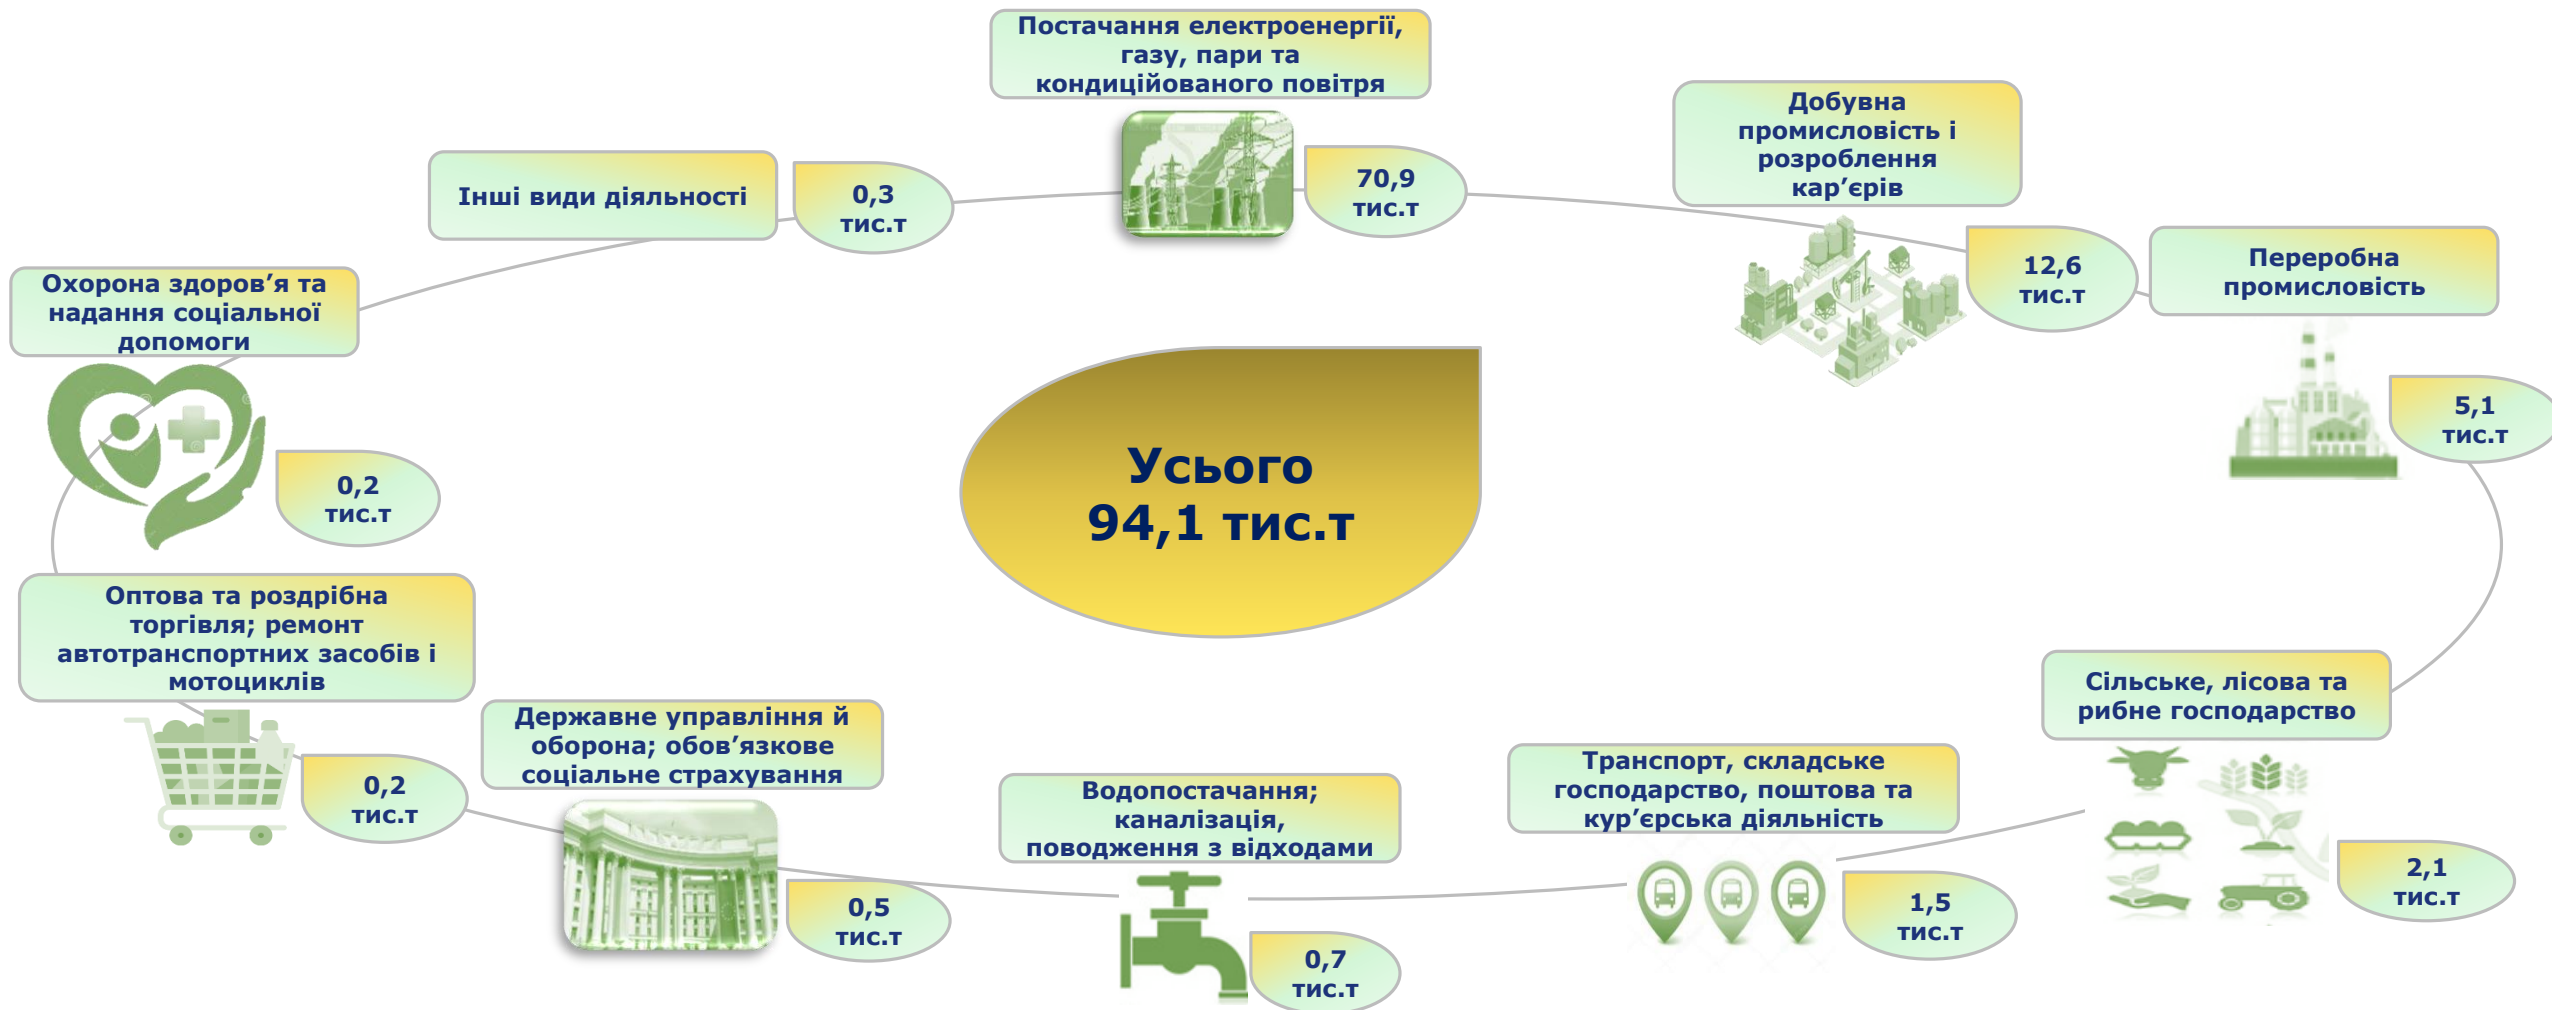 Постачання електроенергії,
газу, пари та
кондиційованого повітря
70,9
тис.т
Добувна
промисловість і
розроблення
кар’єрів
12,6
тис.т
Переробна
промисловість
5,1
тис.т
Сільське, лісова та
рибне господарство
2,1
тис.т
Транспорт, складське
господарство, поштова та
кур’єрська діяльність
1,5
тис.т
Водопостачання;
каналізація,
поводження з відходами
0,7
тис.т
Державне управління й
оборона; обов’язкове
соціальне страхування
0,5
тис.т
Оптова та роздрібна
торгівля; ремонт
автотранспортних засобів і
мотоциклів
0,2
тис.т
Охорона здоров’я та
надання соціальної
допомоги
0,2
тис.т
Інші види діяльності
0,3
тис.т
Усього
94,1 тис.т